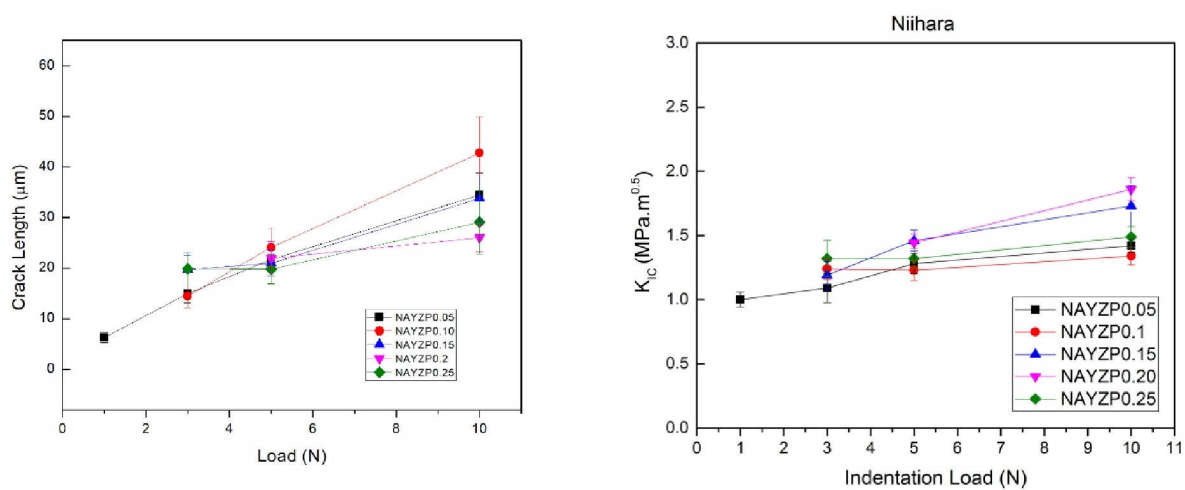 60
50
40
30
20
10
0
Crack Length (μm)
0 2 4 6 8 10
Load (N)
NAYZP0.05
NAYZP0.10
NAYZP0.15
NAYZP0.2
NAYZP0.25
Niihara
3.0
2.5
2.0
1.5
1.0
0.5
0.0
K_IC (MPa.m^0.5)
0 1 2 3 4 5 6 7 8 9 10 11
Indentation Load (N)
NAYZP0.05
NAYZP0.1
NAYZP0.15
NAYZP0.20
NAYZP0.25